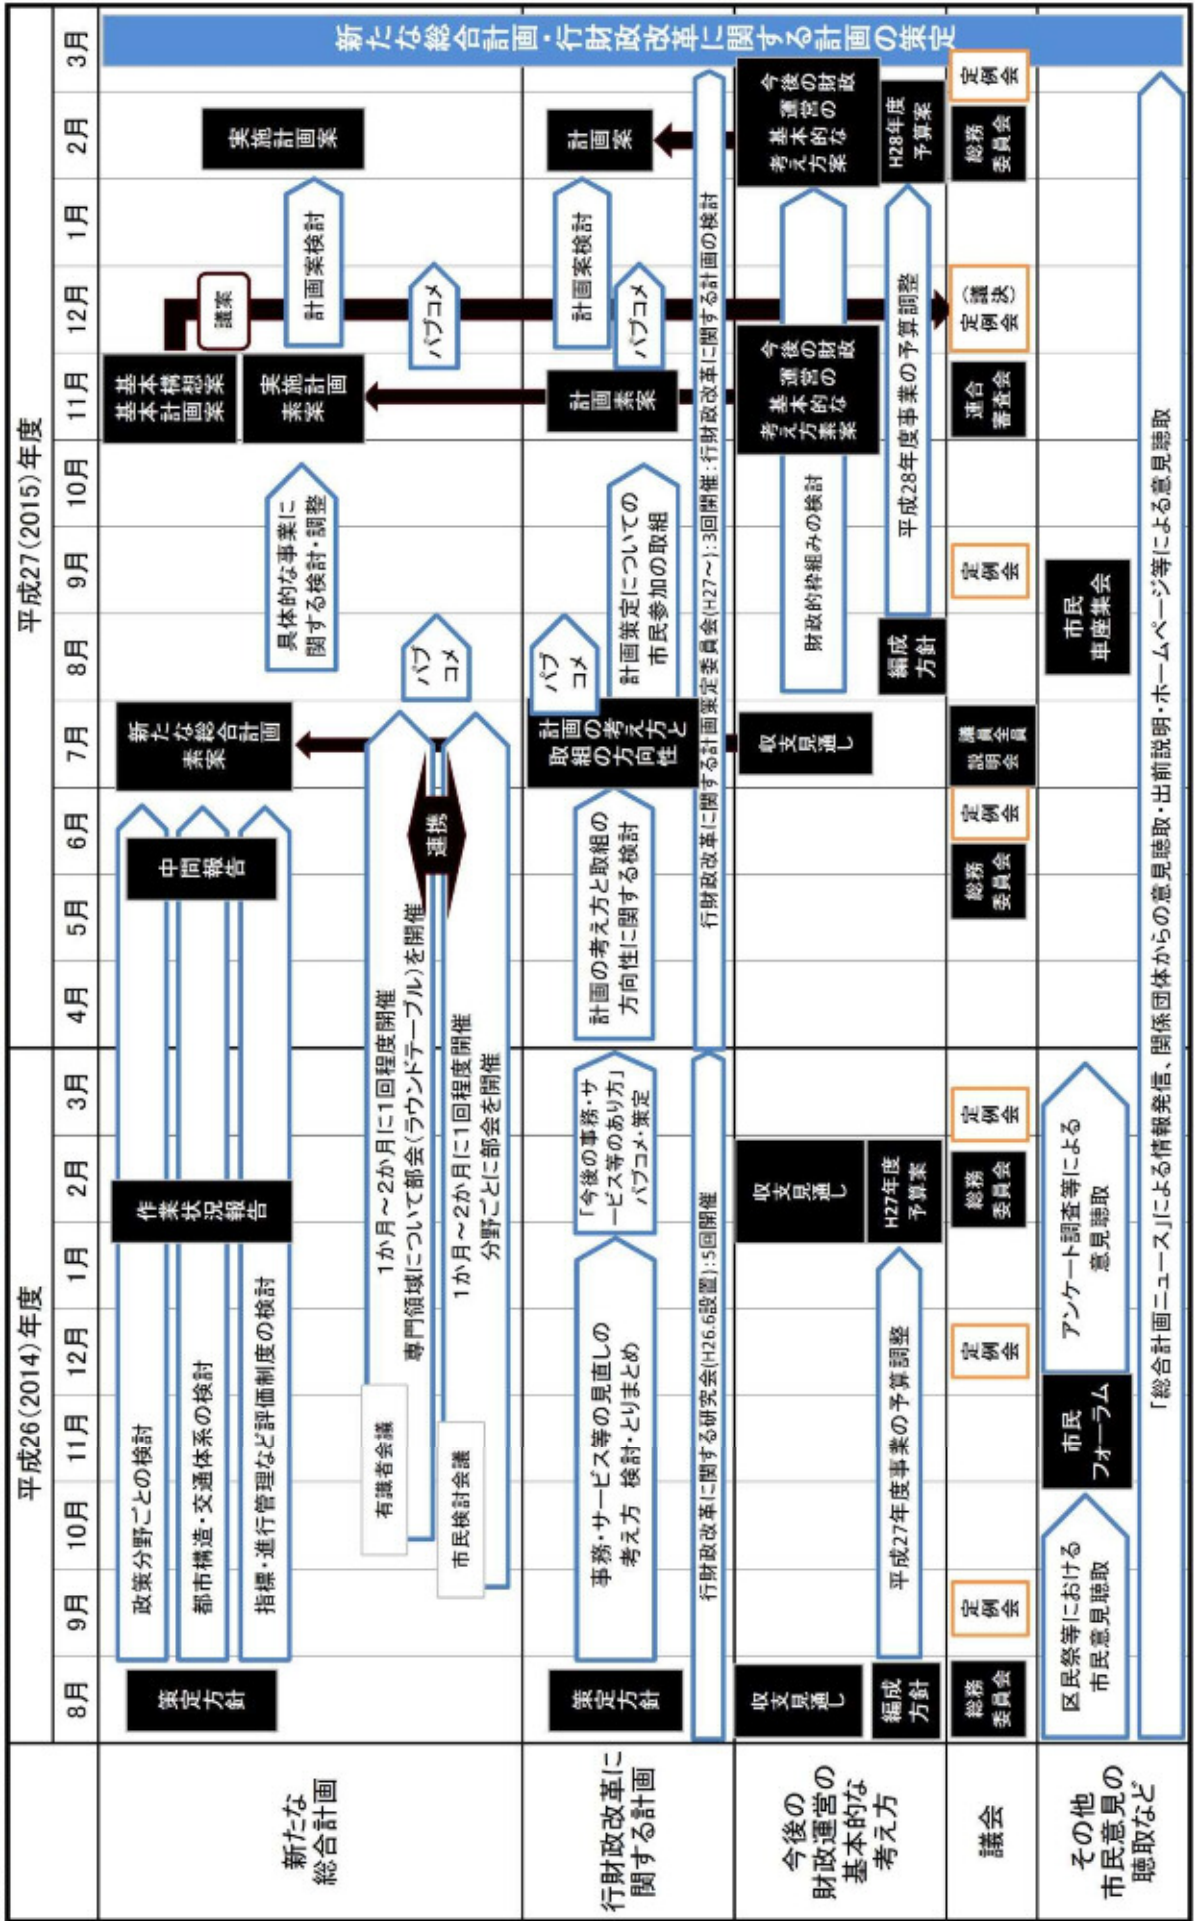 平成26(2014)年度
平成27(2015)年度
8月
9月
10月
11月
12月
1月
2月
3月
4月
5月
6月
7月
8月
9月
10月
11月
12月
1月
2月
3月
新たな
総合計画
策定方針
政策分野ごとの検討
都市構造・交通体系の検討
指標・進行管理など評価制度の検討
作業
状況報告
中間報告
有識者会議
1か月～2か月に1回程度開催
専門領域について部会(ラウンドテーブル)を開催
市民検討会議
1か月～2か月に1回程度開催
分野ごとに部会を開催
連携
新たな総合計画
素案
パブ
コメ
具体的な事業に
関する検討・調整
基本構想案
基本計画案
実施計画
素案
議案
計画案検討
パブコメ
実施計画案
新たな総合計画・行財政改革に関する計画の策定
行財政改革に
関する計画
策定方針
事務・サービス等の見直しの
考え方 検討・とりまとめ
「今後の事務・サ
ービス等のあり方」
パブコメ・策定
計画の考え方と取組の
方向性に関する検討
計画の考え方と
取組の方向性
パブ
コメ
計画策定についての
市民参加の取組
計画素案
計画案検討
パブコメ
計画案
行財政改革に関する研究会(H26.6設置):5回開催
行財政改革に関する計画策定委員会(H27～):3回開催:行財政改革に関する計画の検討
今後の
財政運営の
基本的な
考え方
収支見通し
編成
方針
平成27年度事業の予算調整
収支見通し
H27年度
予算案
収支見通し
編成
方針
財政的枠組みの検討
平成28年度事業の予算調整
今後の財政
運営の
基本的な
考え方素案
今後の財政
運営の
基本的な
考え方案
H28年度
予算案
議会
総務
委員会
定
例会
定
例会
総務
委員会
定
例会
総務
委員会
定
例会
議員全員
説明会
定
例会
連合
審査会
(議決)
定例会
総務
委員会
定
例会
その他
市民意見の
聴取など
区民祭等における
市民意見聴取
市民
フォーラム
アンケート調査等による
意見聴取
市民
車座集会
「総合計画ニュース」による情報発信、関係団体からの意見聴取・出前説明・ホームページ等による意見聴取